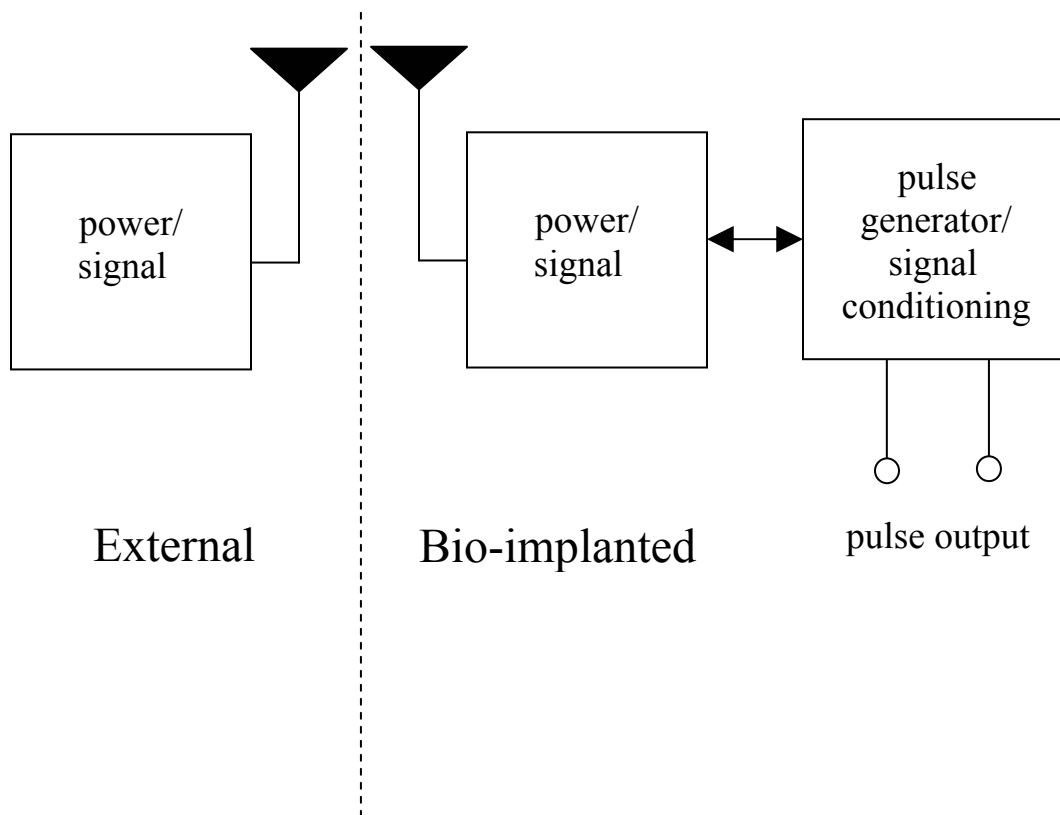 power/
signal
power/
signal
pulse
generator/
signal
conditioning
External
Bio-implanted
pulse output